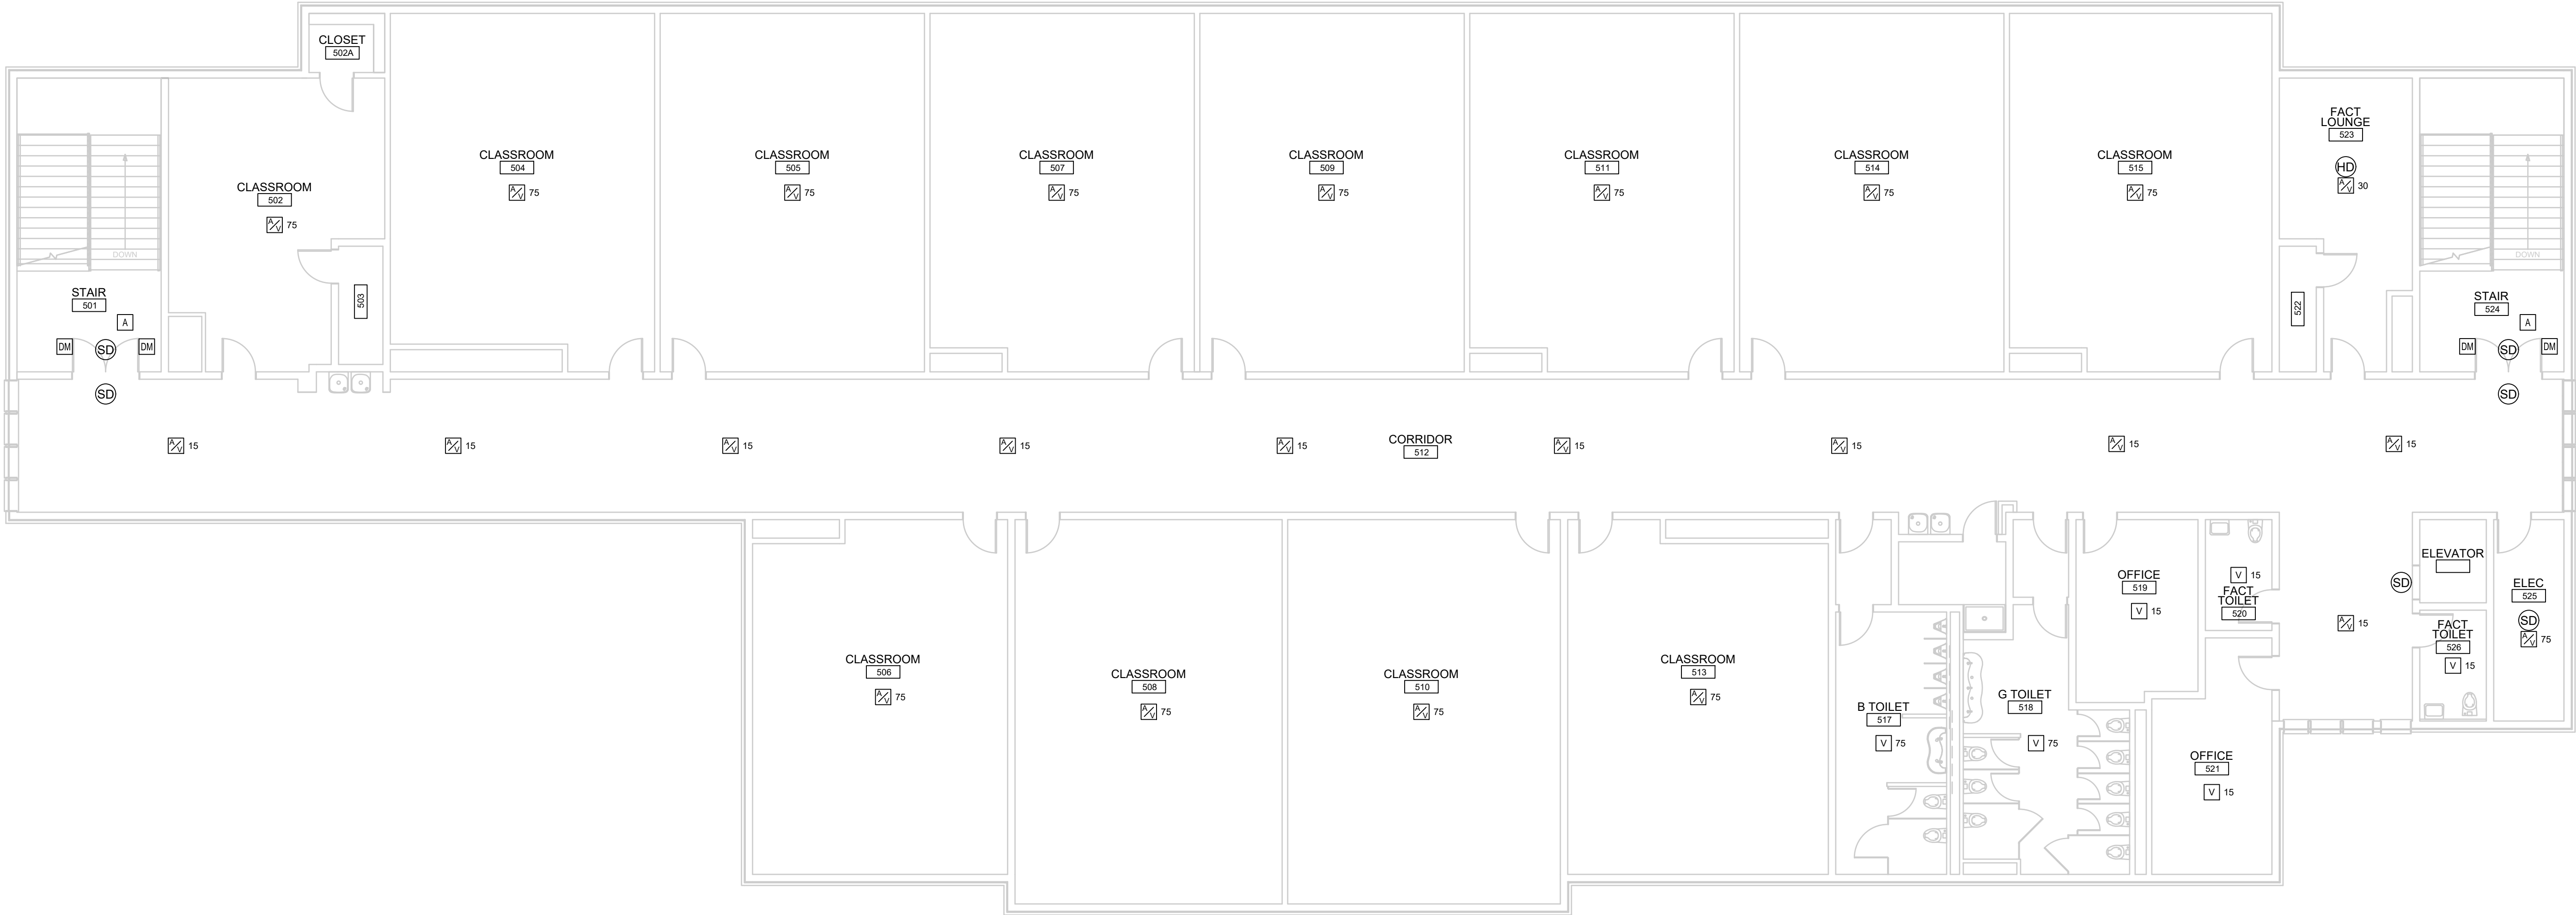 CLOSET
502A
CLASSROOM
502
A/V 75
503
DOWN
STAIR
501
A
DM SD DM
SD
CLASSROOM
504
A/V 75
CLASSROOM
505
A/V 75
CLASSROOM
507
A/V 75
CLASSROOM
509
A/V 75
CLASSROOM
511
A/V 75
CLASSROOM
514
A/V 75
CLASSROOM
515
A/V 75
FACT
LOUNGE
523
HD
A/V 30
522
DOWN
STAIR
524
A
DM SD DM
SD
A/V 15
A/V 15
A/V 15
A/V 15
A/V 15
CORRIDOR
512
A/V 15
A/V 15
A/V 15
A/V 15
CLASSROOM
506
A/V 75
CLASSROOM
508
A/V 75
CLASSROOM
510
A/V 75
CLASSROOM
513
A/V 75
B TOILET
517
V 75
G TOILET
518
V 75
OFFICE
519
V 15
V 15
FACT
TOILET
520
OFFICE
521
V 15
A/V 15
SD
ELEVATOR
FACT
TOILET
526
V 15
ELEC
525
SD
A/V 75